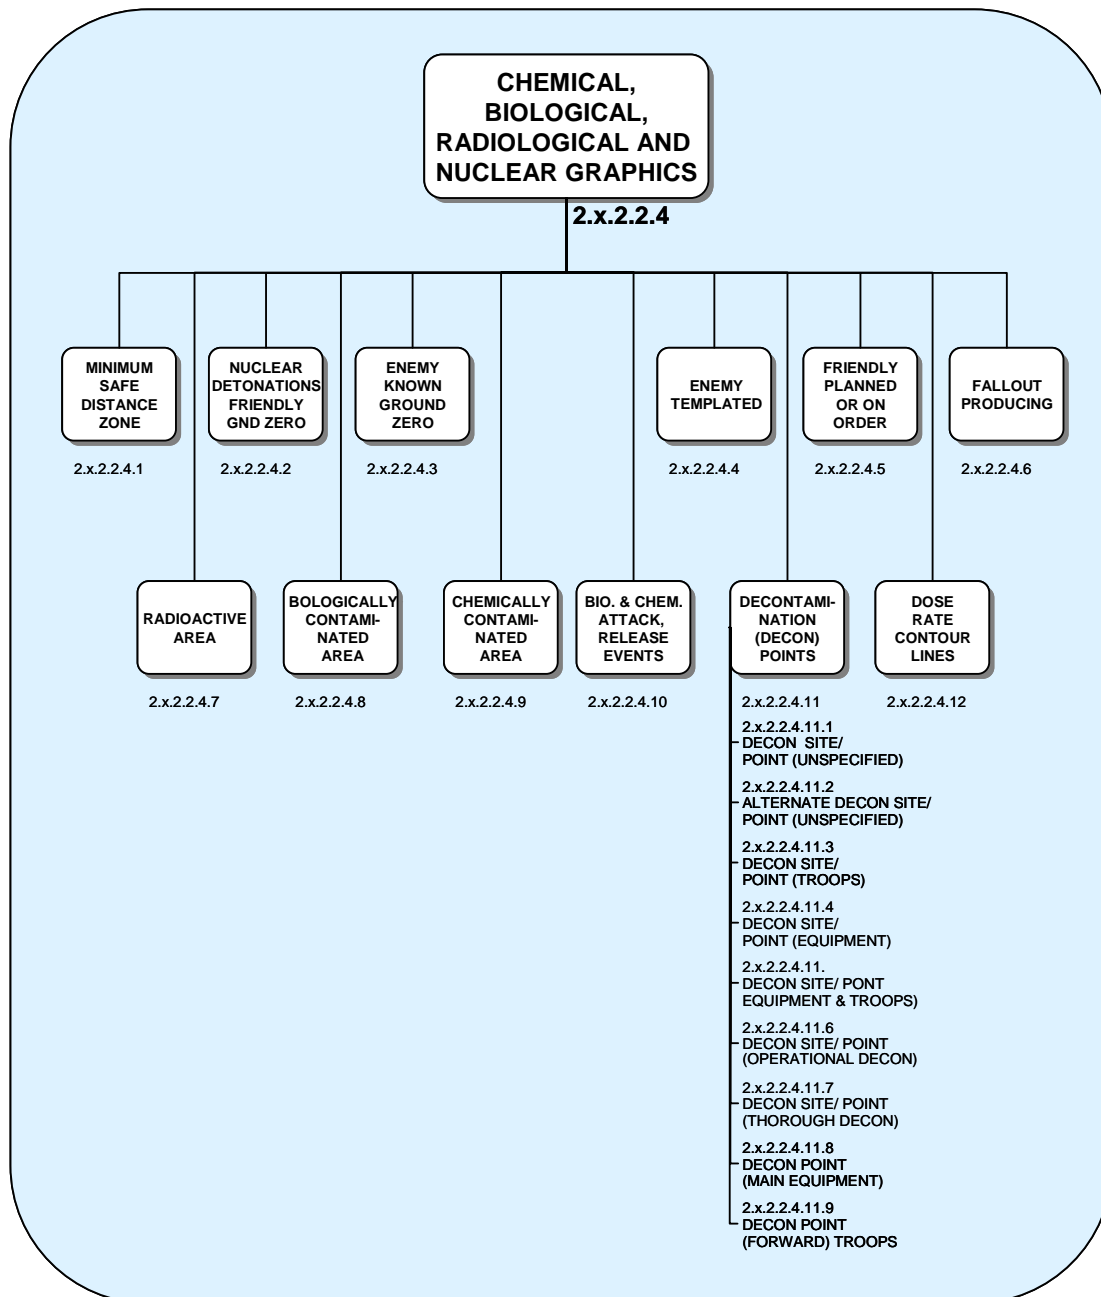 CHEMICAL,
BIOLOGICAL,
RADIOLOGICAL AND
NUCLEAR GRAPHICS
2.x.2.2.4
MINIMUM
SAFE
DISTANCE
ZONE
2.x.2.2.4.1
NUCLEAR
DETONATIONS
FRIENDLY
GND ZERO
2.x.2.2.4.2
ENEMY
KNOWN
GROUND
ZERO
2.x.2.2.4.3
ENEMY
TEMPLATED
2.x.2.2.4.4
FRIENDLY
PLANNED
OR ON
ORDER
2.x.2.2.4.5
FALLOUT
PRODUCING
2.x.2.2.4.6
RADIOACTIVE
AREA
2.x.2.2.4.7
BOLOGICALLY
CONTAMI-
NATED
AREA
2.x.2.2.4.8
CHEMICALLY
CONTAMI-
NATED
AREA
2.x.2.2.4.9
BIO. & CHEM.
ATTACK,
RELEASE
EVENTS
2.x.2.2.4.10
DECONTAMI-
NATION
(DECON)
POINTS
2.x.2.2.4.11
2.x.2.2.4.11.1
DECON SITE/
POINT (UNSPECIFIED)
2.x.2.2.4.11.2
ALTERNATE DECON SITE/
POINT (UNSPECIFIED)
2.x.2.2.4.11.3
DECON SITE/
POINT (TROOPS)
2.x.2.2.4.11.4
DECON SITE/
POINT (EQUIPMENT)
2.x.2.2.4.11.
DECON SITE/ PONT
EQUIPMENT & TROOPS)
2.x.2.2.4.11.6
DECON SITE/ POINT
(OPERATIONAL DECON)
2.x.2.2.4.11.7
DECON SITE/ POINT
(THOROUGH DECON)
2.x.2.2.4.11.8
DECON POINT
(MAIN EQUIPMENT)
2.x.2.2.4.11.9
DECON POINT
(FORWARD) TROOPS
DOSE
RATE
CONTOUR
LINES
2.x.2.2.4.12